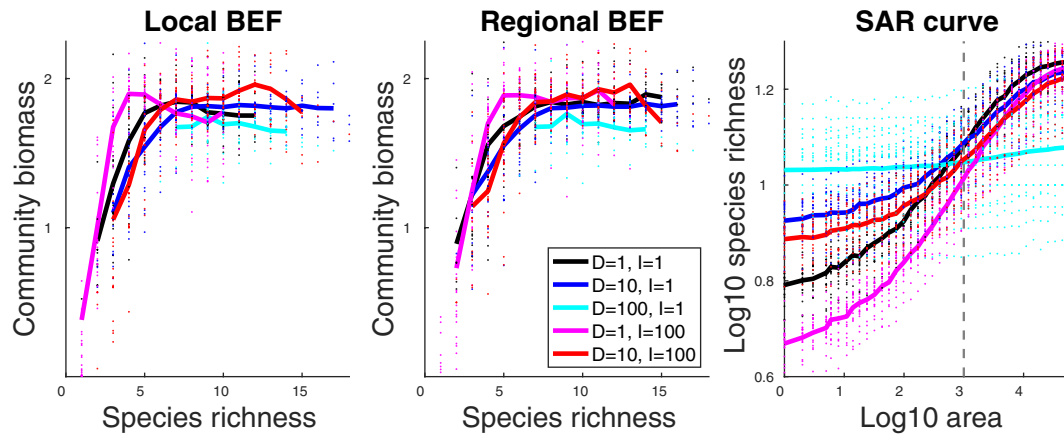 Local BEF
Regional BEF
SAR curve
Community biomass
2
1
0
5
10
15
Species richness
Community biomass
2
1
0
5
10
15
Species richness
D=1, I=1
D=10, I=1
D=100, I=1
D=1, I=100
D=10, I=100
Log10 species richness
1.2
1
0.8
0.6
0
1
2
3
4
Log10 area